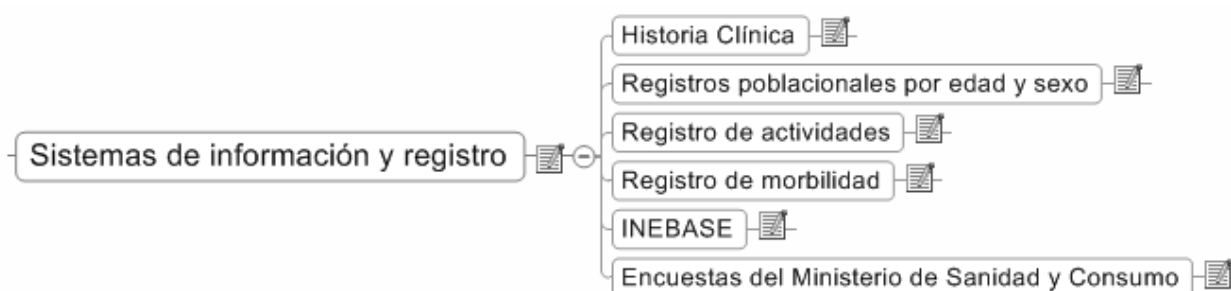 Sistemas de información y registro
Historia Clínica
Registros poblacionales por edad y sexo
Registro de actividades
Registro de morbilidad
INEBASE
Encuestas del Ministerio de Sanidad y Consumo